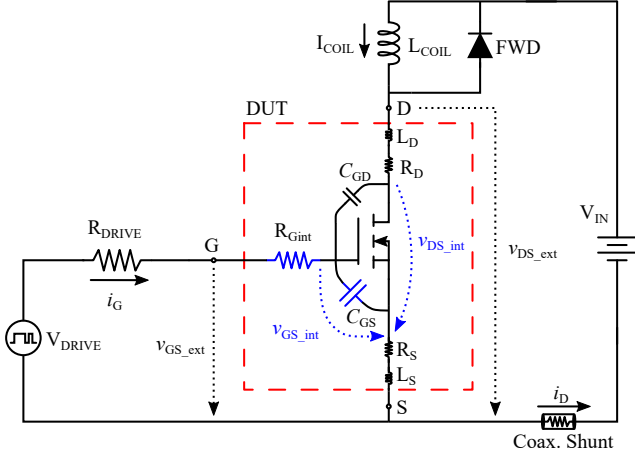 I_COIL
L_COIL
FWD
DUT
D
L_D
C_GD
R_D
V_IN
R_DRIVE
G
R_Gint
v_DS_int
v_DS_ext
i_G
C_GS
V_DRIVE
v_GS_ext
v_GS_int
R_S
L_S
S
i_D
Coax. Shunt